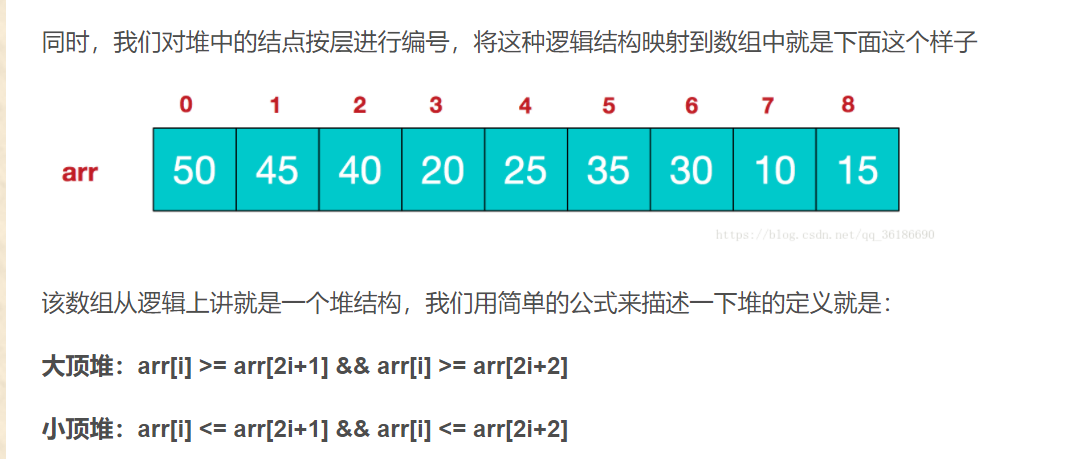 同时，我们对堆中的结点按层进行编号，将这种逻辑结构映射到数组中就是下面这个样子
0 1 2 3 4 5 6 7 8
arr 50 45 40 20 25 35 30 10 15
https://blog.csdn.net/qq_36186690
该数组从逻辑上讲就是一个堆结构，我们用简单的公式来描述一下堆的定义就是：
大顶堆：arr[i] >= arr[2i+1] && arr[i] >= arr[2i+2]
小顶堆：arr[i] <= arr[2i+1] && arr[i] <= arr[2i+2]